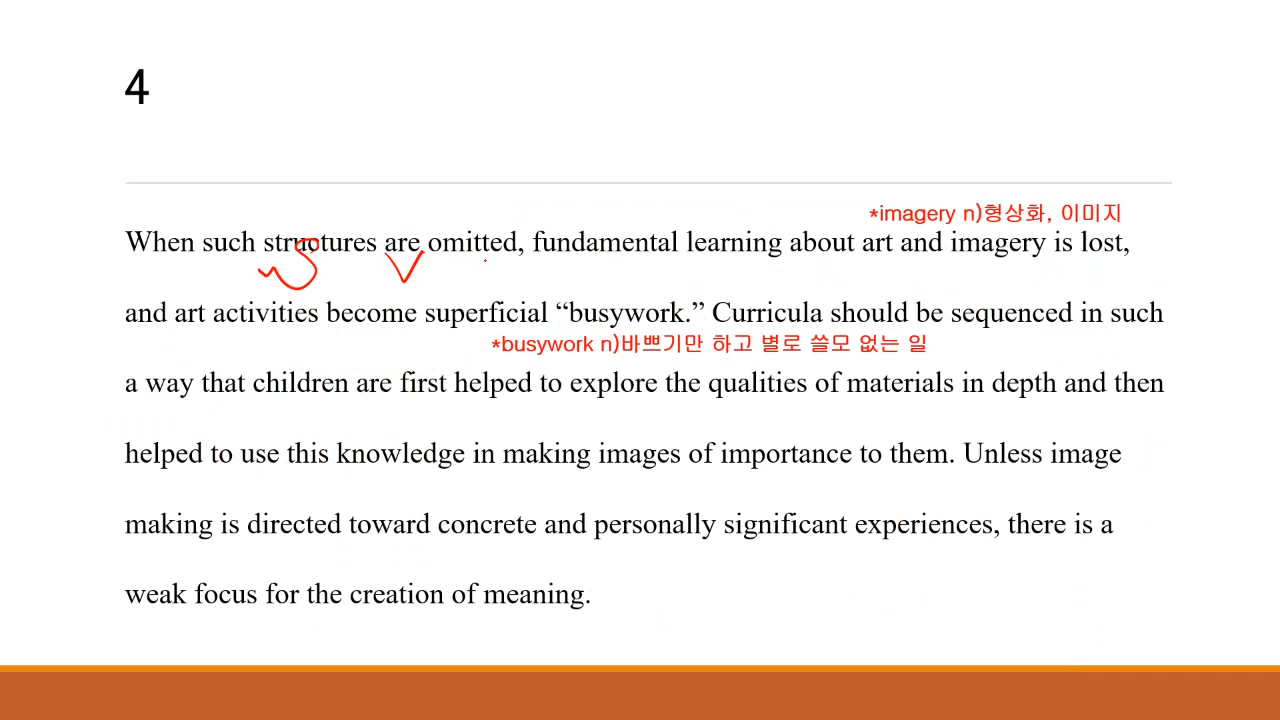 4
*imagery n)형상화, 이미지
When such structures are omitted, fundamental learning about art and imagery is lost,
S V
and art activities become superficial “busywork.” Curricula should be sequenced in such
*busywork n)바쁘기만 하고 별로 쓸모 없는 일
a way that children are first helped to explore the qualities of materials in depth and then
helped to use this knowledge in making images of importance to them. Unless image
making is directed toward concrete and personally significant experiences, there is a
weak focus for the creation of meaning.